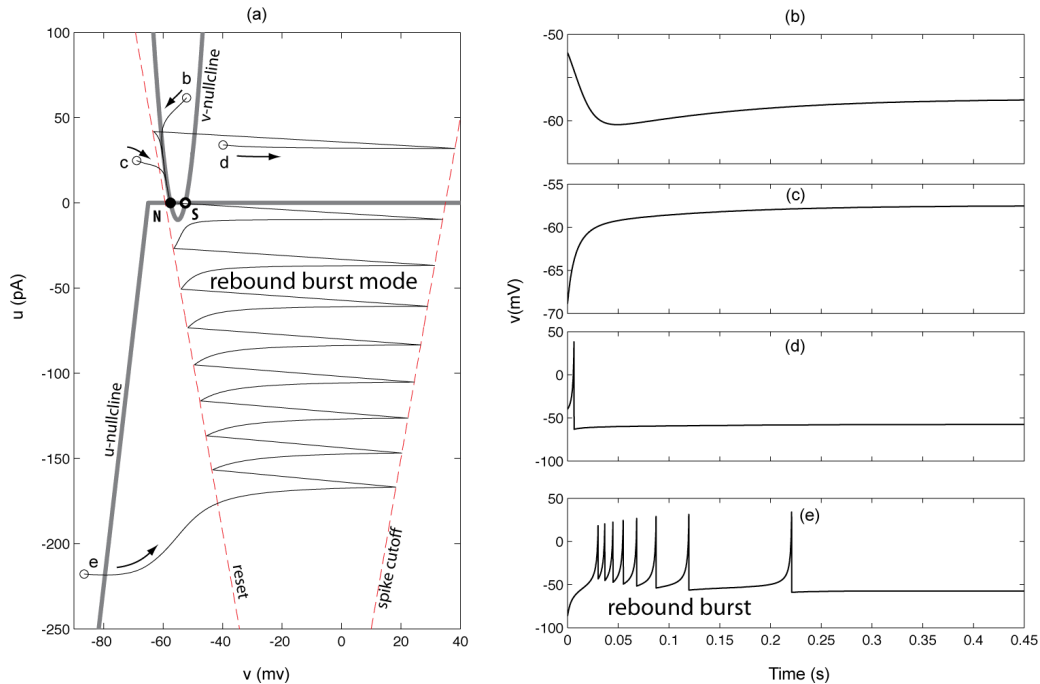 (a)
100
50
0
-50
-100
-150
-200
-250
u (pA)
-80
-60
-40
-20
0
20
40
v (mv)
b
v-nullcline
c
d
N
S
rebound burst mode
u-nullcline
e
reset
spike cutoff
(b)
-50
-60
(c)
-55
-60
-65
-70
v(mV)
(d)
50
0
-50
-100
(e)
50
0
-50
-100
rebound burst
0
0.05
0.1
0.2
0.25
0.3
0.35
0.4
0.45
Time (s)